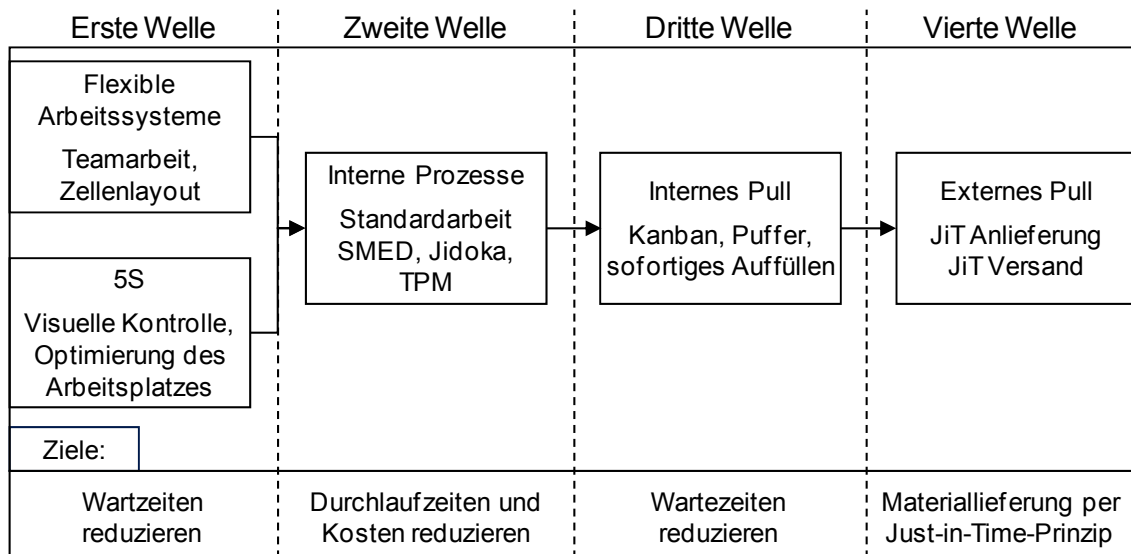 Erste Welle
Zweite Welle
Dritte Welle
Vierte Welle
Flexible
Arbeitssysteme
Teamarbeit,
Zellenlayout
5S
Visuelle Kontrolle,
Optimierung des
Arbeitsplatzes
Interne Prozesse
Standardarbeit
SMED, Jidoka,
TPM
Internes Pull
Kanban, Puffer,
sofortiges Auffüllen
Externes Pull
JiT Anlieferung
JiT Versand
Ziele:
Wartzeiten
reduzieren
Durchlaufzeiten und
Kosten reduzieren
Wartezeiten
reduzieren
Materiallieferung per
Just-in-Time-Prinzip